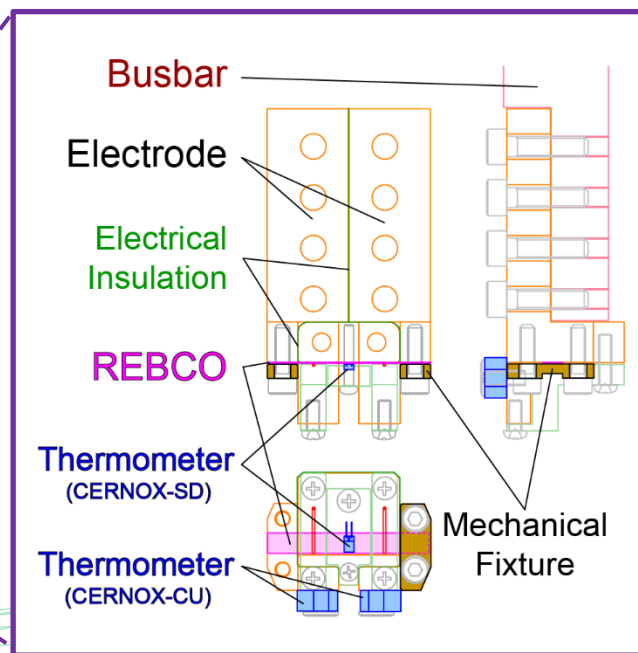 Busbar
Electrode
Electrical
Insulation
REBCO
Thermometer
(CERNOX-SD)
Thermometer
(CERNOX-CU)
Mechanical
Fixture